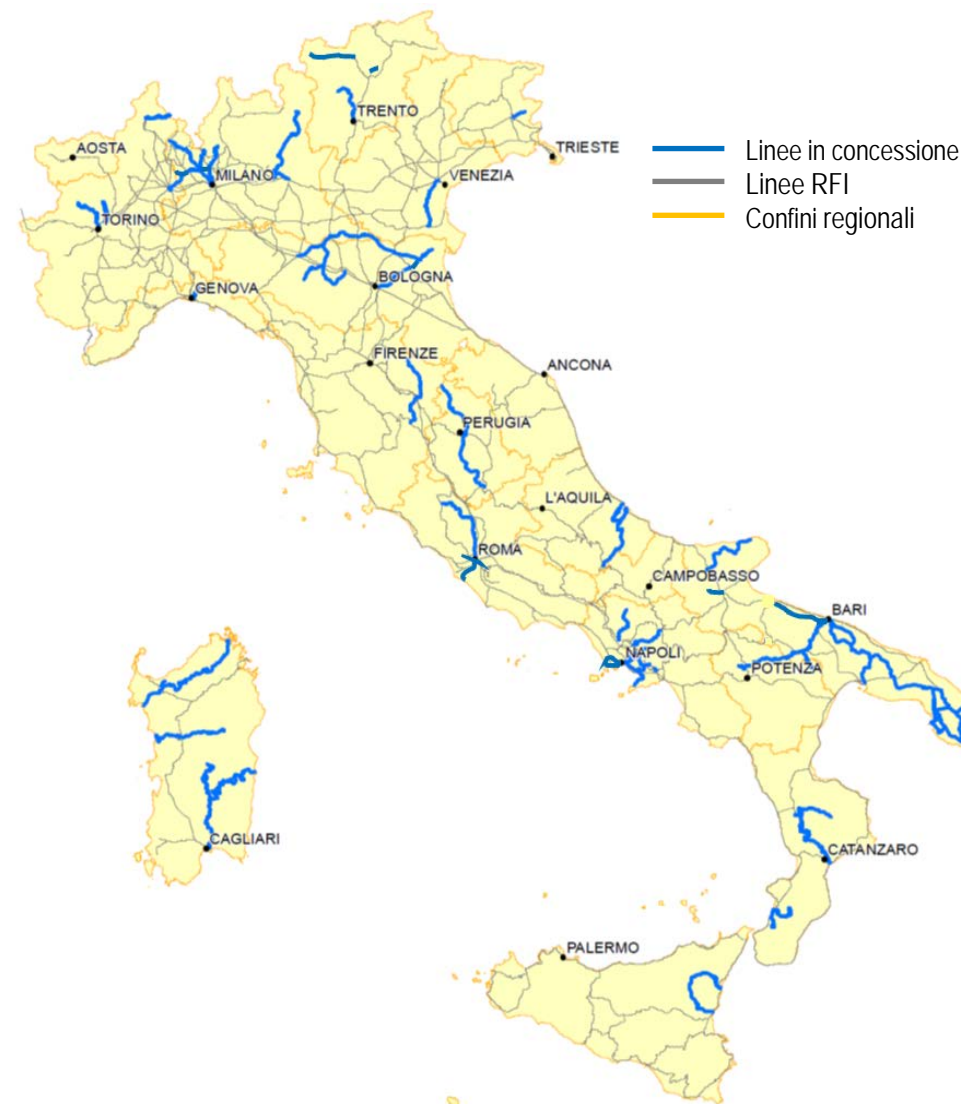 TRENTO
AOSTA
TRIESTE
Linee in concessione
MILANO
VENEZIA
Linee RFI
TORINO
Confini regionali
BOLOGNA
GENOVA
FIRENZE
ANCONA
PERUGIA
L'AQUILA
ROMA
CAMPOBASSO
BARI
NAPOLI
POTENZA
CAGLIARI
CATANZARO
PALERMO